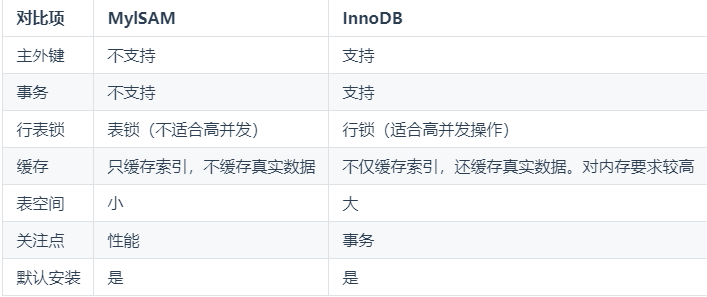 对比项 MyISAM InnoDB
主外键 不支持 支持
事务 不支持 支持
行表锁 表锁（不适合高并发） 行锁（适合高并发操作）
缓存 只缓存索引，不缓存真实数据 不仅缓存索引，还缓存真实数据。对内存要求较高
表空间 小 大
关注点 性能 事务
默认安装 是 是